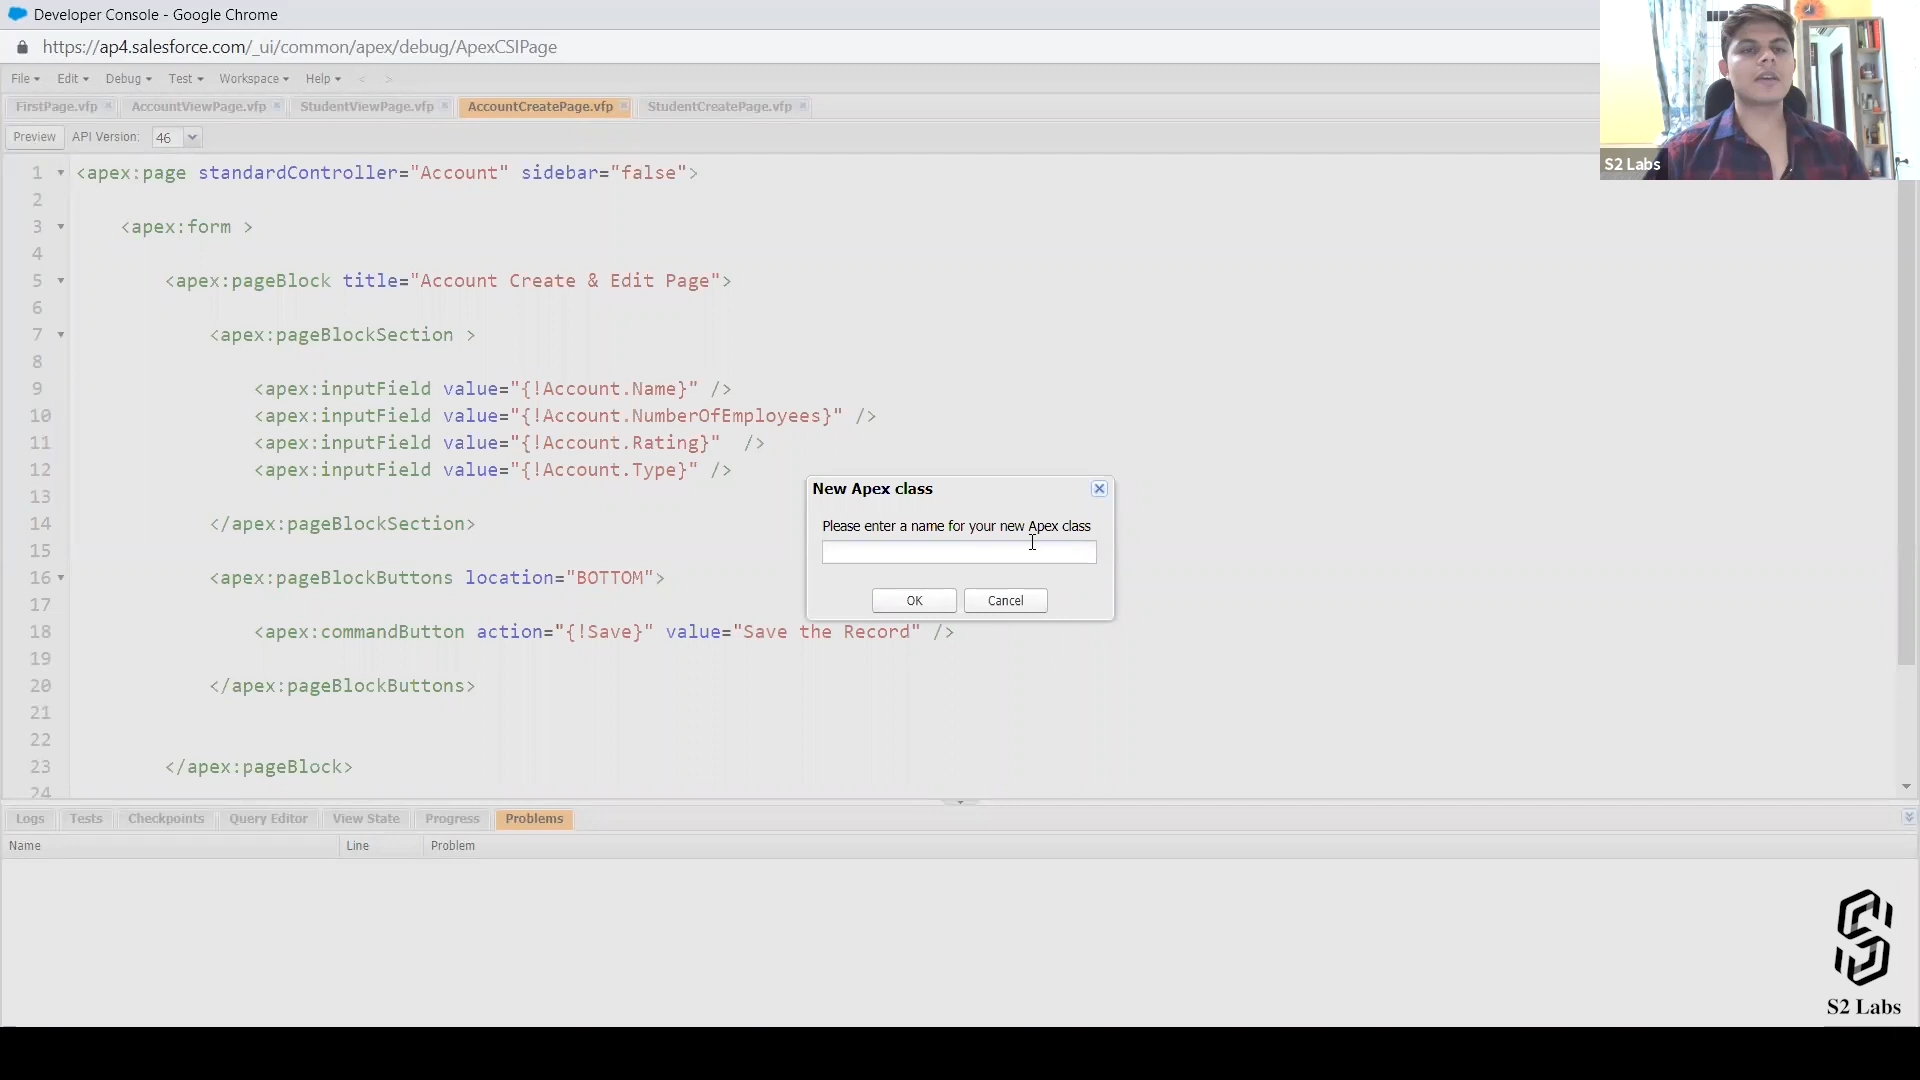 Developer Console - Google Chrome
https://ap4.salesforce.com/_ui/common/apex/debug/ApexCSIPage
File Edit Debug Test Workspace Help < >
FirstPage.vfp AccountViewPage.vfp StudentViewPage.vfp AccountCreatePage.vfp StudentCreatePage.vfp
Preview API Version: 46
S2 Labs
1 <apex:page standardController="Account" sidebar="false">
2
3 <apex:form >
4
5 <apex:pageBlock title="Account Create & Edit Page">
6
7 <apex:pageBlockSection >
8
9 <apex:inputField value="{!Account.Name}" />
10 <apex:inputField value="{!Account.NumberOfEmployees}" />
11 <apex:inputField value="{!Account.Rating}"  />
12 <apex:inputField value="{!Account.Type}" />
13
14 </apex:pageBlockSection>
15
16 <apex:pageBlockButtons location="BOTTOM">
17
18 <apex:commandButton action="{!Save}" value="Save the Record" />
19
20 </apex:pageBlockButtons>
21
22
23 </apex:pageBlock>
24
New Apex class
Please enter a name for your new Apex class
OK Cancel
Logs Tests Checkpoints Query Editor View State Progress Problems
Name Line Problem
S2 Labs